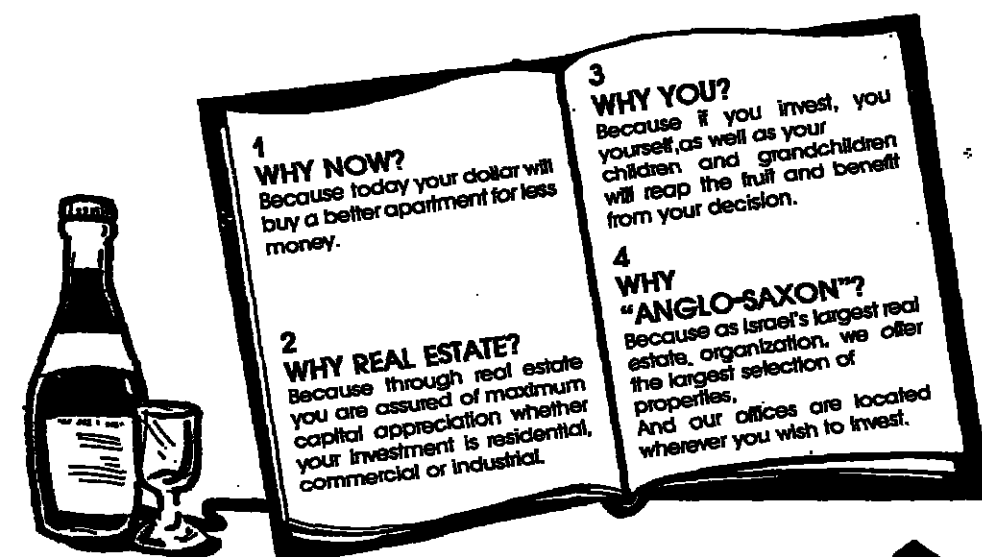 1
WHY NOW?
Because today your dollar will
buy a better apartment for less
money.
2
WHY REAL ESTATE?
Because through real estate
you are assured of maximum
capital appreciation whether
your investment is residential,
commercial or industrial.
3
WHY YOU?
Because if you invest, you
yourself,as well as your
children and grandchildren
will reap the fruit and benefit
from your decision.
4
WHY
"ANGLO-SAXON"?
Because as Israel's largest real
estate, organization, we offer
the largest selection of
properties,
And our offices are located
wherever you wish to invest.